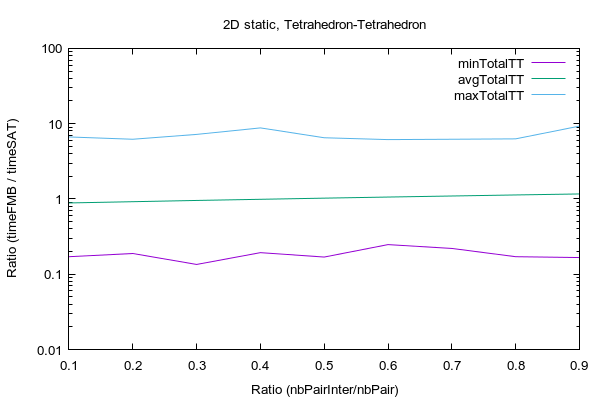 2D static, Tetrahedron-Tetrahedron
100
10
1
0.1
0.01
Ratio (timeFMB / timeSAT)
minTotalTT
avgTotalTT
maxTotalTT
0.1 0.2 0.3 0.4 0.5 0.6 0.7 0.8 0.9
Ratio (nbPairInter/nbPair)